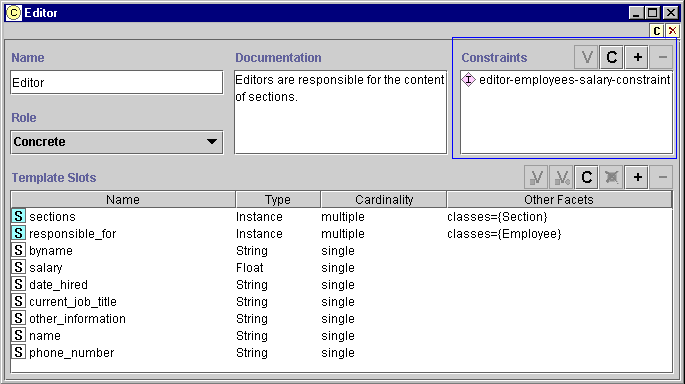 C Editor
C
Name
Documentation
Constraints
V C + −
Editor
Editors are responsible for the content
of sections.
I editor-employees-salary-constraint
Role
Concrete
Template Slots
V V C + −
Name Type Cardinality Other Facets
S sections Instance multiple classes={Section}
S responsible_for Instance multiple classes={Employee}
S byname String single
S salary Float single
S date_hired String single
S current_job_title String single
S other_information String single
S name String single
S phone_number String single